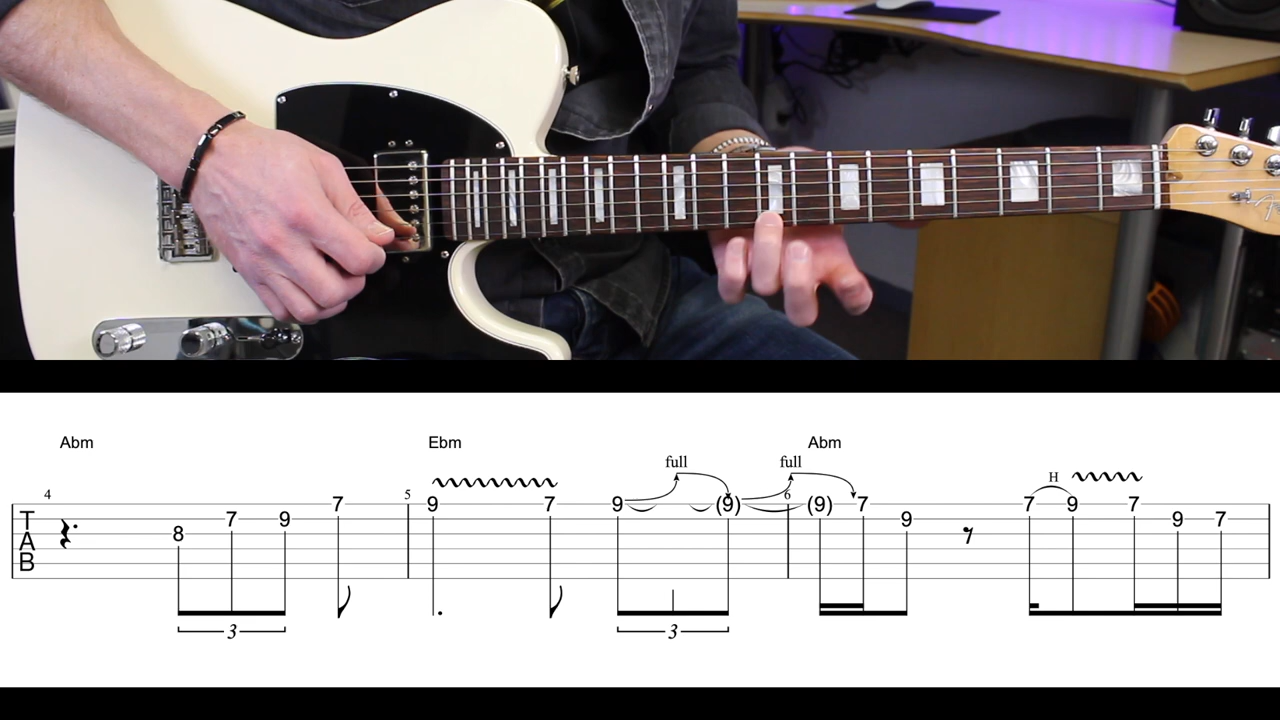 Abm Ebm Abm
full full
4 5 6 H
9 7 9 (9) (9) 7 7 9 7
T 7 9 7 9 9 7
A 8
B
3 3